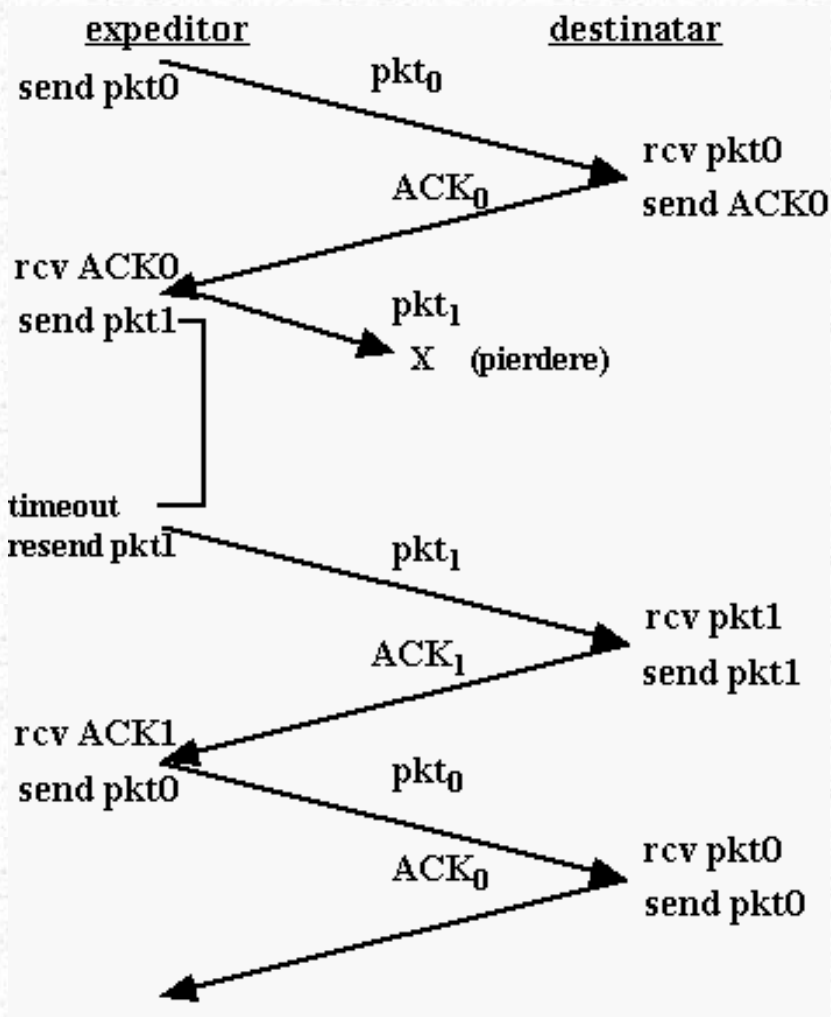 expeditor destinatar
send pkt0
pkt0
rcv pkt0
ACK0
send ACK0
rcv ACK0
send pkt1
pkt1
X (pierdere)
timeout
resend pkt1
pkt1
rcv pkt1
ACK1
send pkt1
rcv ACK1
send pkt0
pkt0
rcv pkt0
ACK0
send pkt0